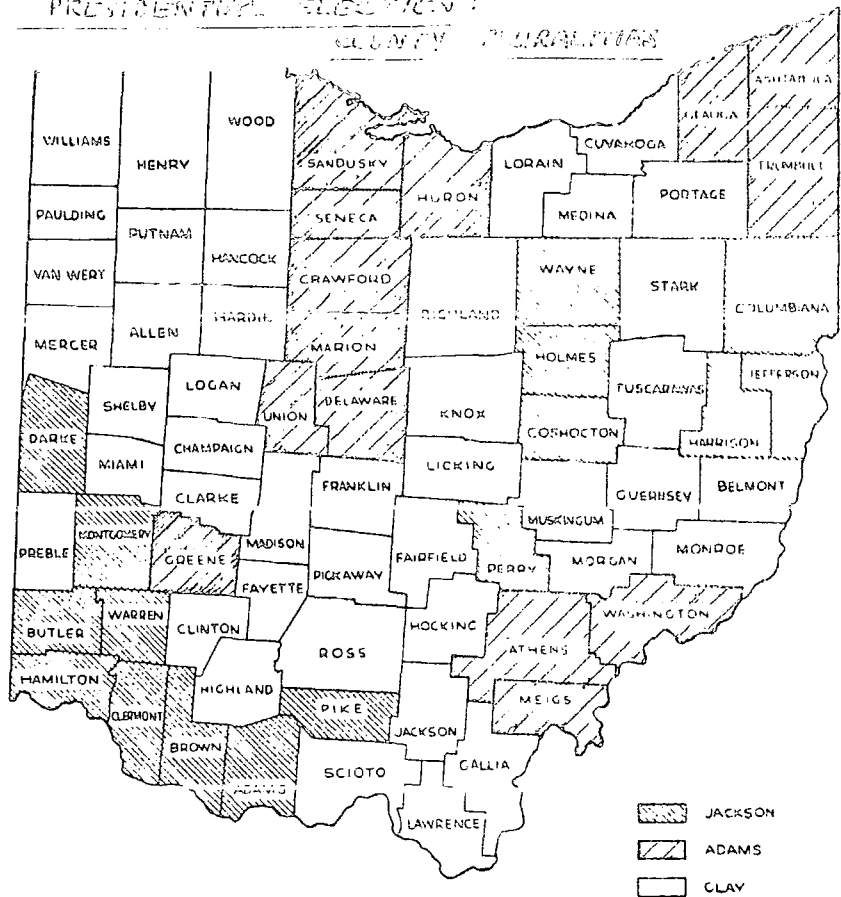 PRESIDENTIAL ELECTION :
COUNTY PLURALITIES
WILLIAMS
HENRY
WOOD
SANDUSKY
HURON
LORAIN
CUYAHOGA
GEAUGA
ASHTABULA
TRUMBULL
PAULDING
PUTNAM
HANCOCK
SENECA
MEDINA
PORTAGE
VAN WERT
CRAWFORD
RICHLAND
WAYNE
STARK
COLUMBIANA
MERCER
ALLEN
HARDIN
MARION
HOLMES
TUSCARAWAS
JEFFERSON
SHELBY
LOGAN
UNION
DELAWARE
KNOX
COSHOCTON
HARRISON
DARKE
MIAMI
CHAMPAIGN
LICKING
GUERNSEY
BELMONT
CLARKE
FRANKLIN
MUSKINGUM
PREBLE
MONTGOMERY
GREENE
MADISON
FAIRFIELD
PERRY
MORGAN
MONROE
FAYETTE
PICKAWAY
BUTLER
WARREN
CLINTON
ROSS
HOCKING
ATHENS
WASHINGTON
HAMILTON
CLERMONT
HIGHLAND
PIKE
JACKSON
MEIGS
BROWN
ADAMS
SCIOTO
GALLIA
LAWRENCE
JACKSON
ADAMS
CLAY